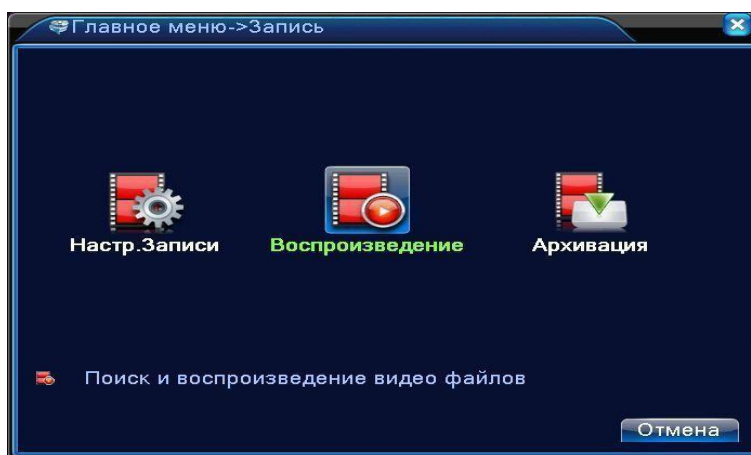 Главное меню->Запись
Настр.Записи Воспроизведение Архивация
Поиск и воспроизведение видео файлов
Отмена